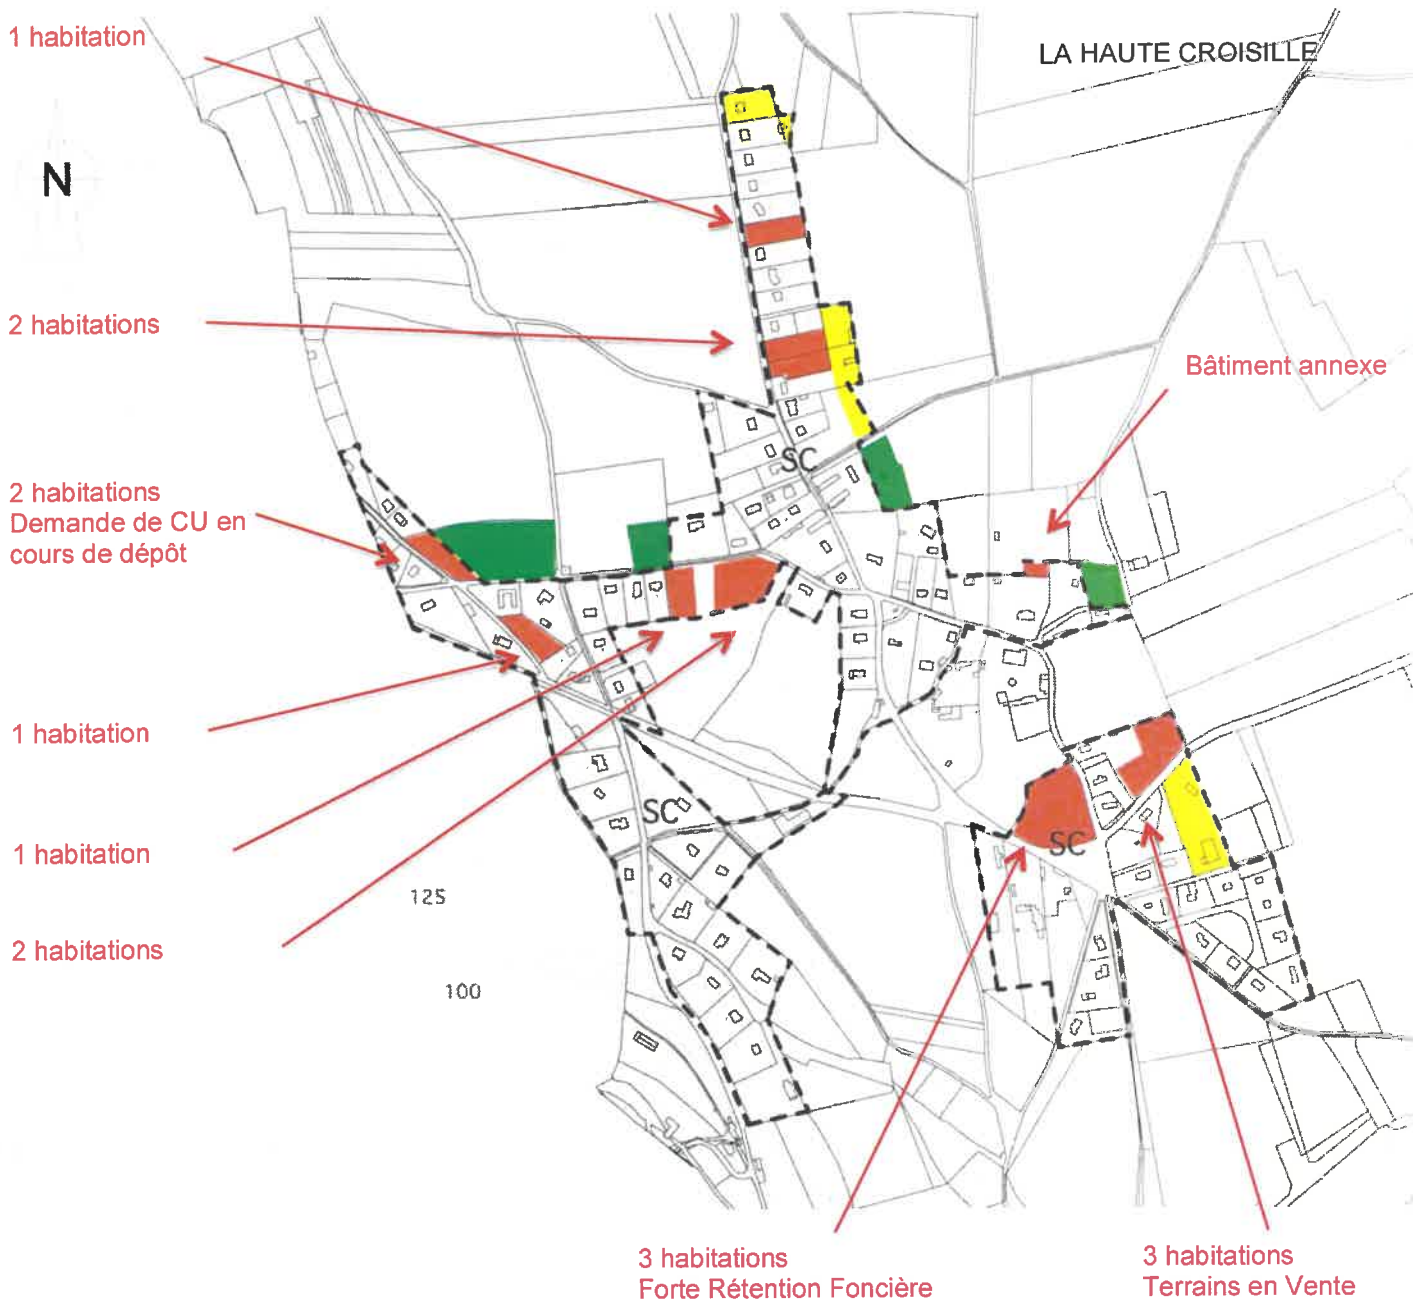 1 habitation
LA HAUTE CROISILLE
N
2 habitations
Bâtiment annexe
SC
2 habitations
Demande de CU en
cours de dépôt
1 habitation
SC
SC
1 habitation
125
2 habitations
100
3 habitations
Forte Rétention Foncière
3 habitations
Terrains en Vente